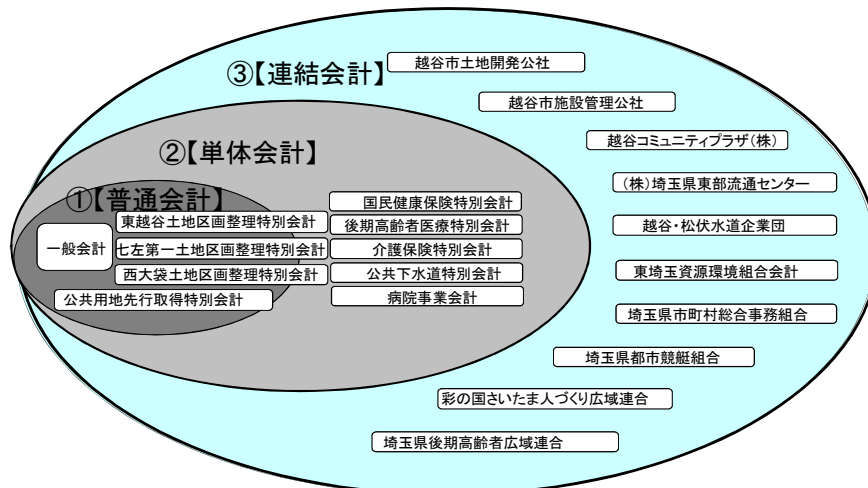 ③【連結会計】
越谷市土地開発公社
越谷市施設管理公社
越谷コミュニティプラザ(株)
(株)埼玉県東部流通センター
越谷・松伏水道企業団
東埼玉資源環境組合会計
埼玉県市町村総合事務組合
埼玉県都市競艇組合
彩の国さいたま人づくり広域連合
埼玉県後期高齢者広域連合
②【単体会計】
国民健康保険特別会計
後期高齢者医療特別会計
介護保険特別会計
公共下水道特別会計
病院事業会計
①【普通会計】
一般会計
東越谷土地区画整理特別会計
七左第一土地区画整理特別会計
西大袋土地区画整理特別会計
公共用地先行取得特別会計